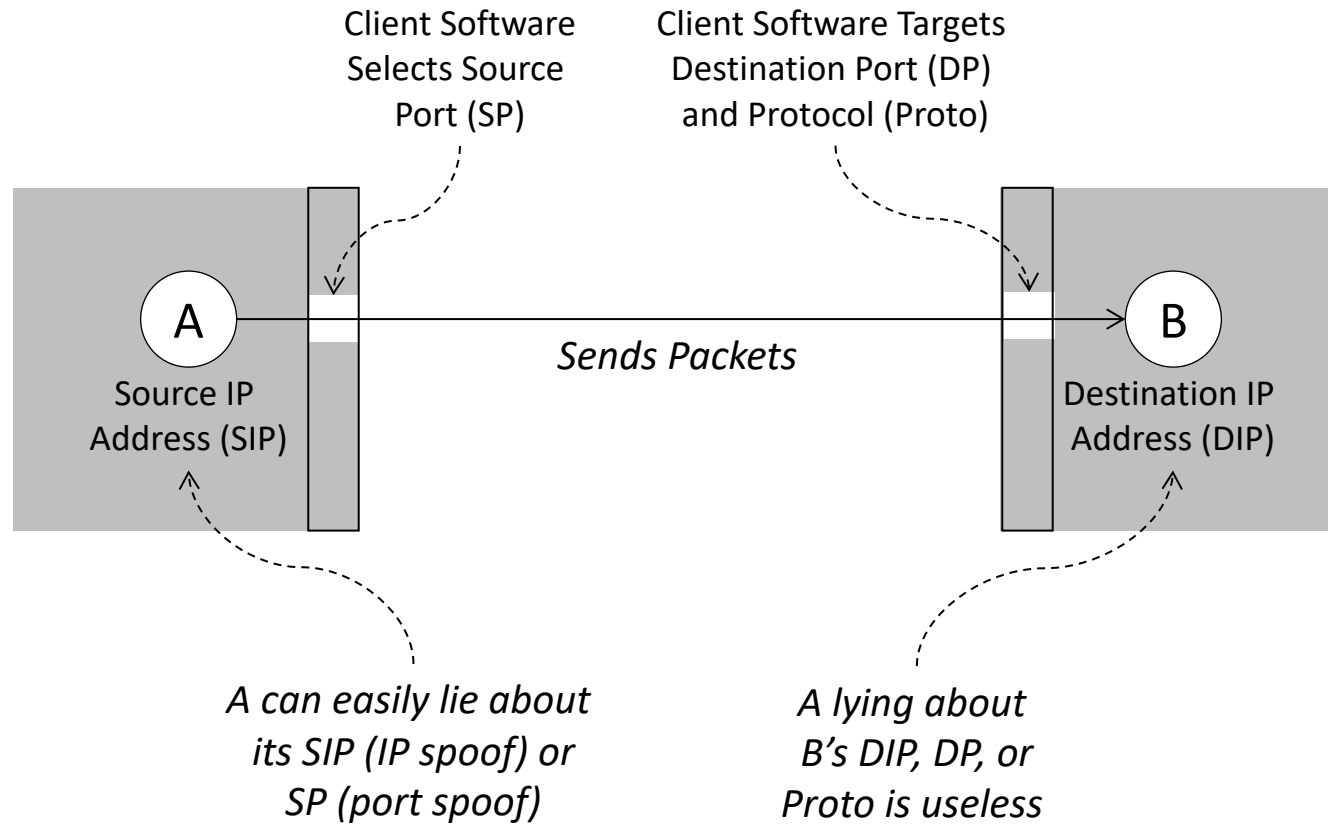 Client Software
Selects Source
Port (SP)
Client Software Targets
Destination Port (DP)
and Protocol (Proto)
A
B
Sends Packets
Source IP
Address (SIP)
Destination IP
Address (DIP)
A can easily lie about
its SIP (IP spoof) or
SP (port spoof)
A lying about
B’s DIP, DP, or
Proto is useless